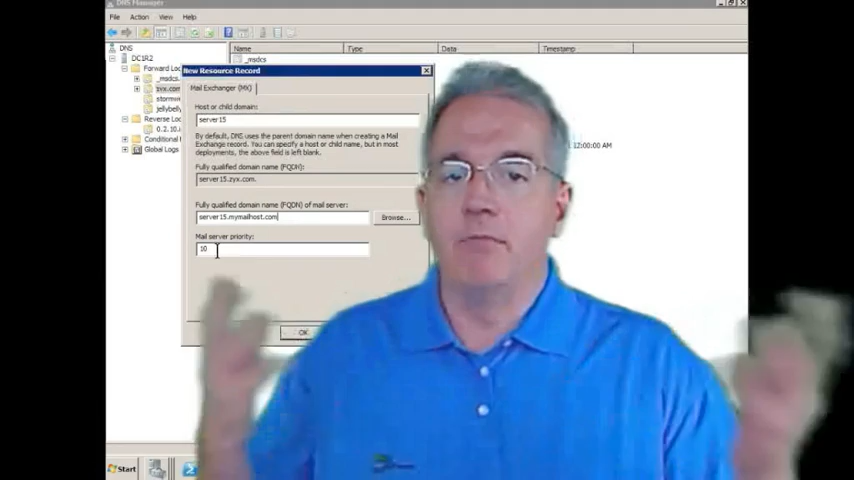 DNS Manager
File Action View Help
DNS
DC1R2
Forward Loo
_msdcs.
zyx.com
stormw
jellybelly
Reverse Lo
0.2.10.
Conditional
Global Logs
Name Type Data Timestamp
_msdcs
12:00:00 AM
New Resource Record
Mail Exchanger (MX)
Host or child domain:
server15
By default, DNS uses the parent domain name when creating a Mail
Exchange record. You can specify a host or child name, but in most
deployments, the above field is left blank.
Fully qualified domain name (FQDN):
server15.zyx.com.
Fully qualified domain name (FQDN) of mail server:
server15.mymailhost.com
Browse...
Mail server priority:
10
OK
Start